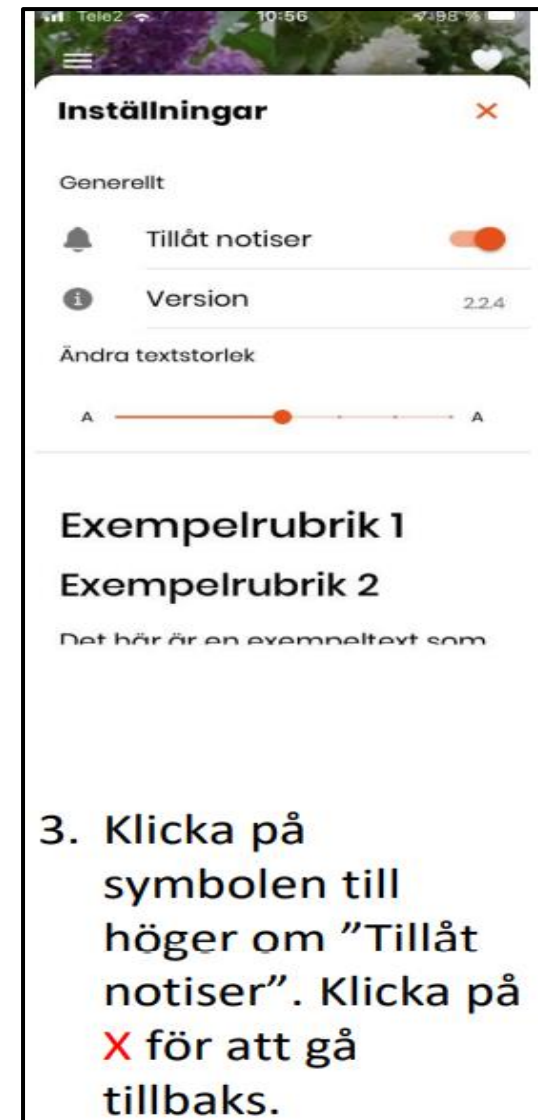 Tele2 10:56 98 %
Inställningar ×
Generellt
Tillåt notiser
Version 2.2.4
Ändra textstorlek
A A
Exempelrubrik 1
Exempelrubrik 2
Det här är en exempeltext som
3. Klicka på
symbolen till
höger om ”Tillåt
notiser”. Klicka på
X för att gå
tillbaks.